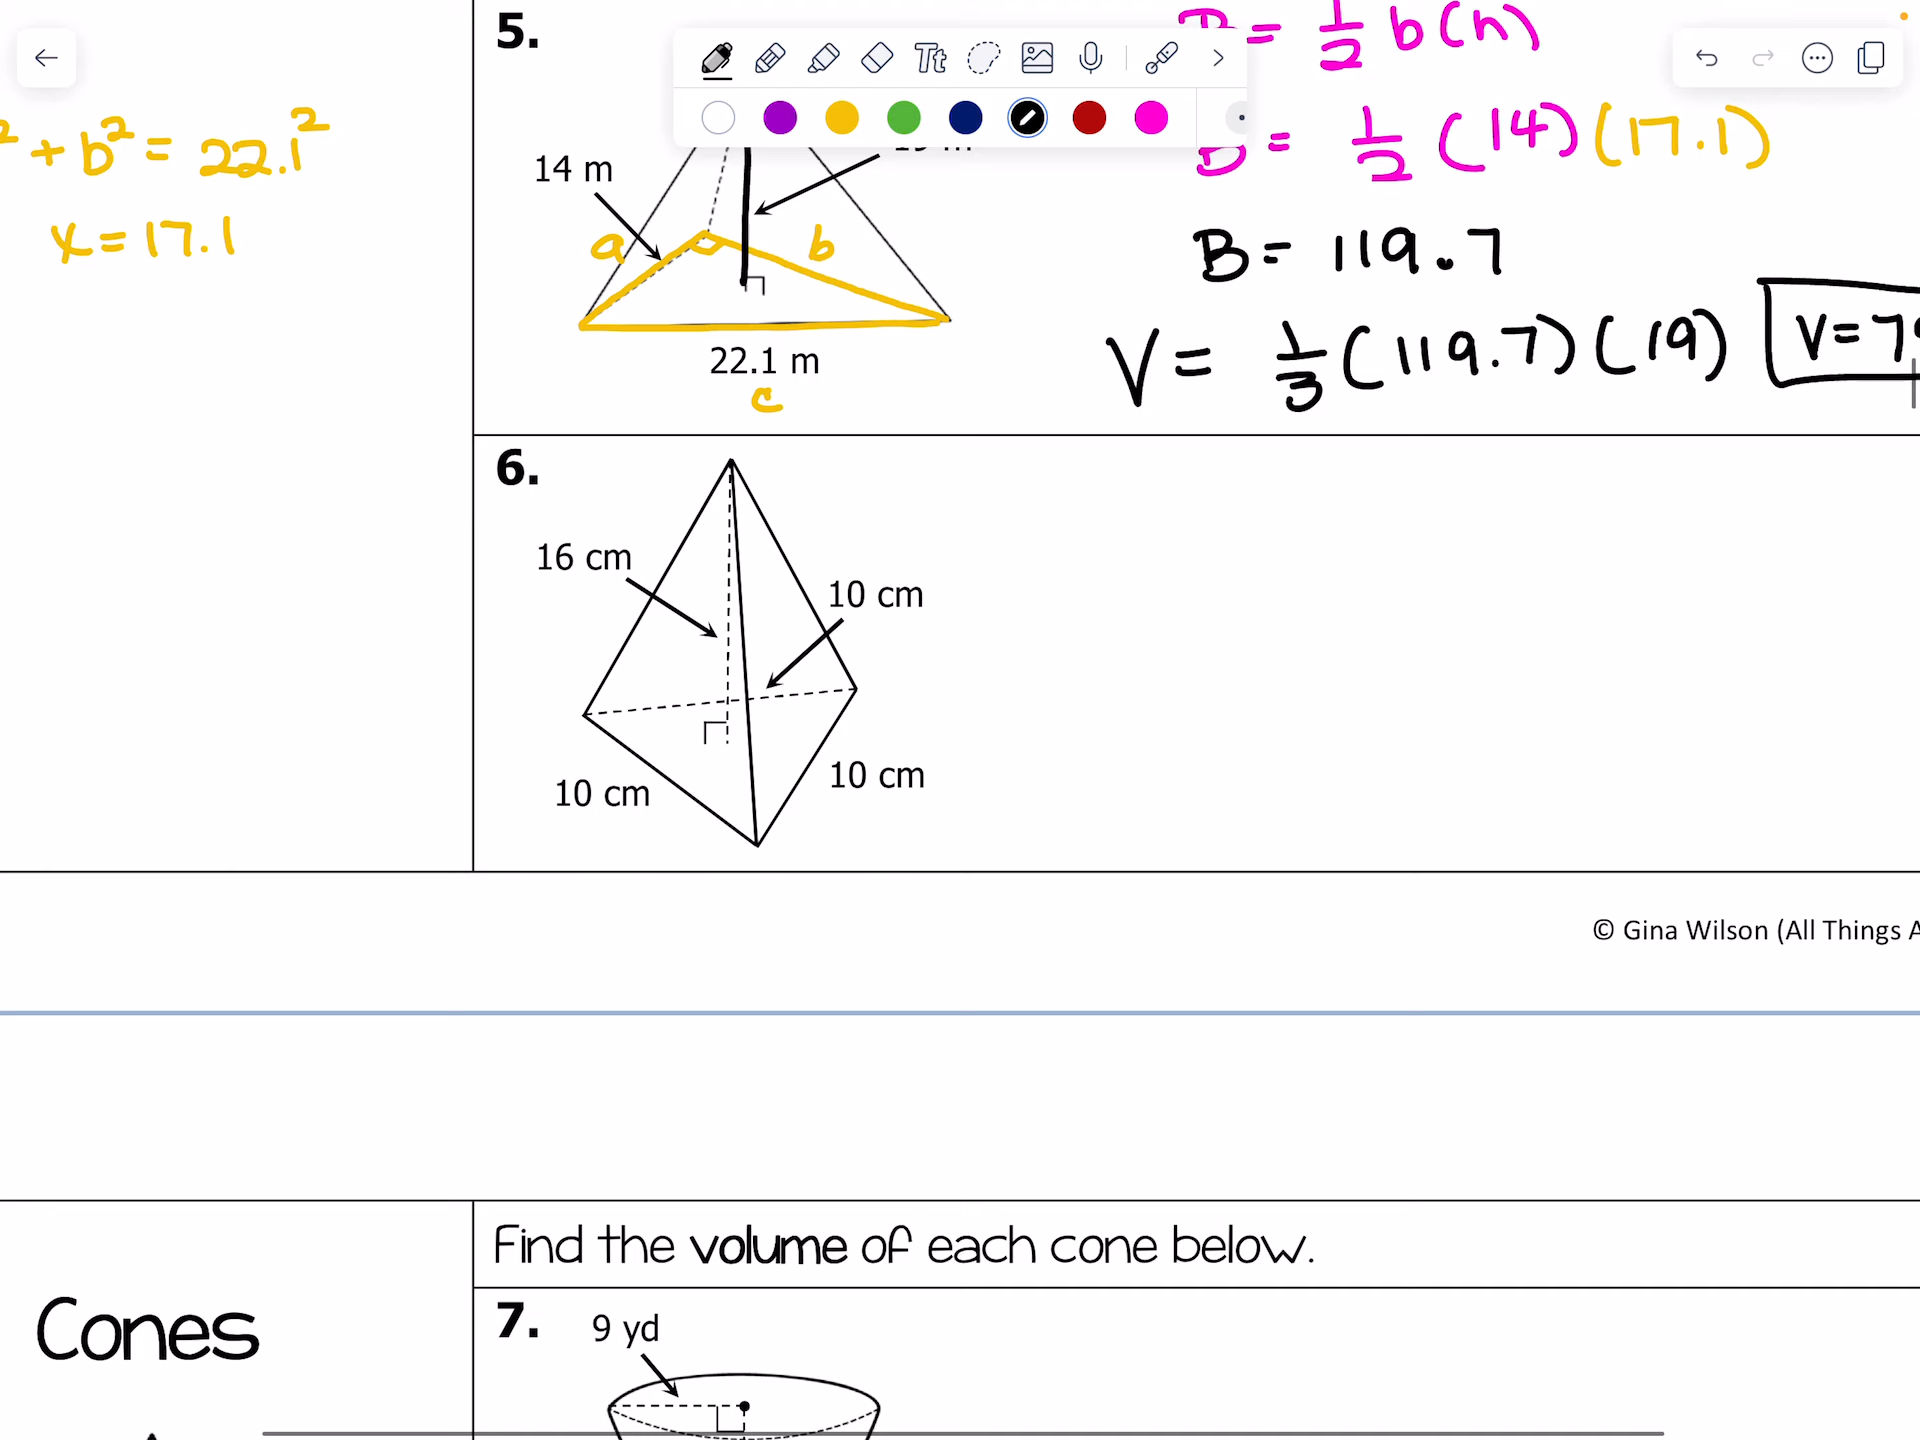 5.
B = 1/2 b(h)
² + b² = 22.1²
x = 17.1
14 m
B = 1/2 (14)(17.1)
a
b
B = 119.7
22.1 m
c
V = 1/3 (119.7)(19)
V = 7
6.
16 cm
10 cm
10 cm
10 cm
© Gina Wilson (All Things A
Find the volume of each cone below.
Cones
7.
9 yd
Tt